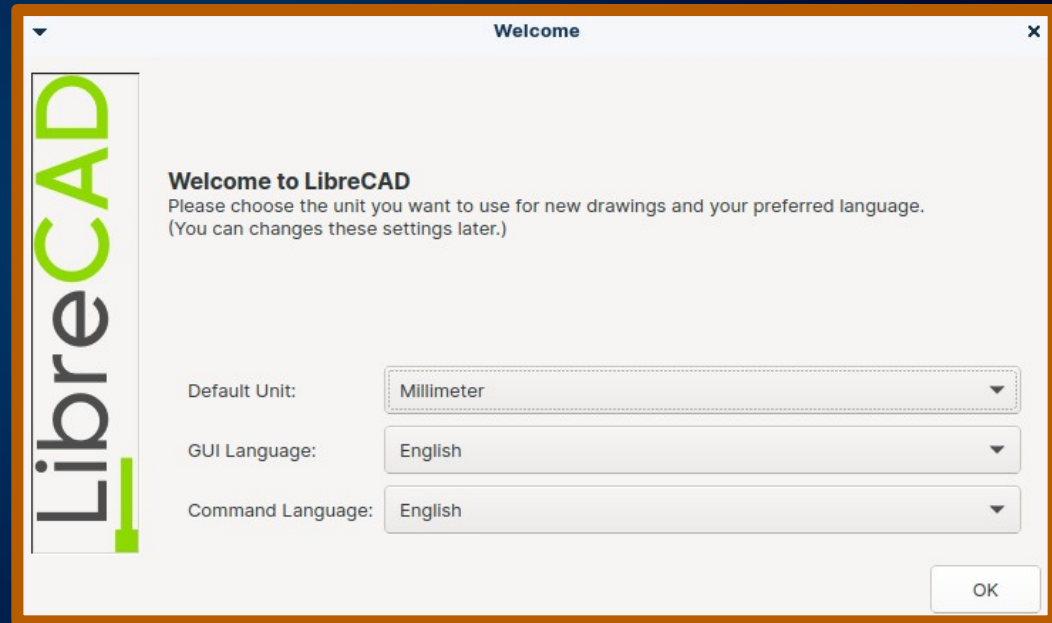 Welcome
LibreCAD
Welcome to LibreCAD
Please choose the unit you want to use for new drawings and your preferred language.
(You can changes these settings later.)
Default Unit: Millimeter
GUI Language: English
Command Language: English
OK